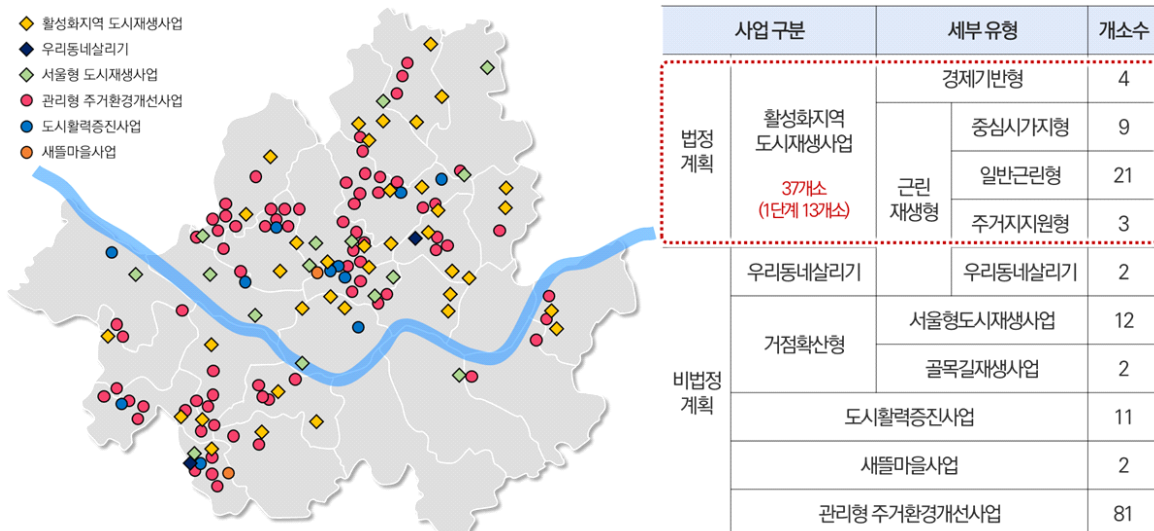 활성화지역 도시재생사업
우리동네살리기
서울형 도시재생사업
관리형 주거환경개선사업
도시활력증진사업
새뜰마을사업
사업 구분 세부 유형 개소수
법정
계획
활성화지역
도시재생사업
37개소
(1단계 13개소)
경제기반형 4
근린
재생형
중심시가지형 9
일반근린형 21
주거지지원형 3
비법정
계획
우리동네살리기 우리동네살리기 2
거점확산형
서울형도시재생사업 12
골목길재생사업 2
도시활력증진사업 11
새뜰마을사업 2
관리형 주거환경개선사업 81